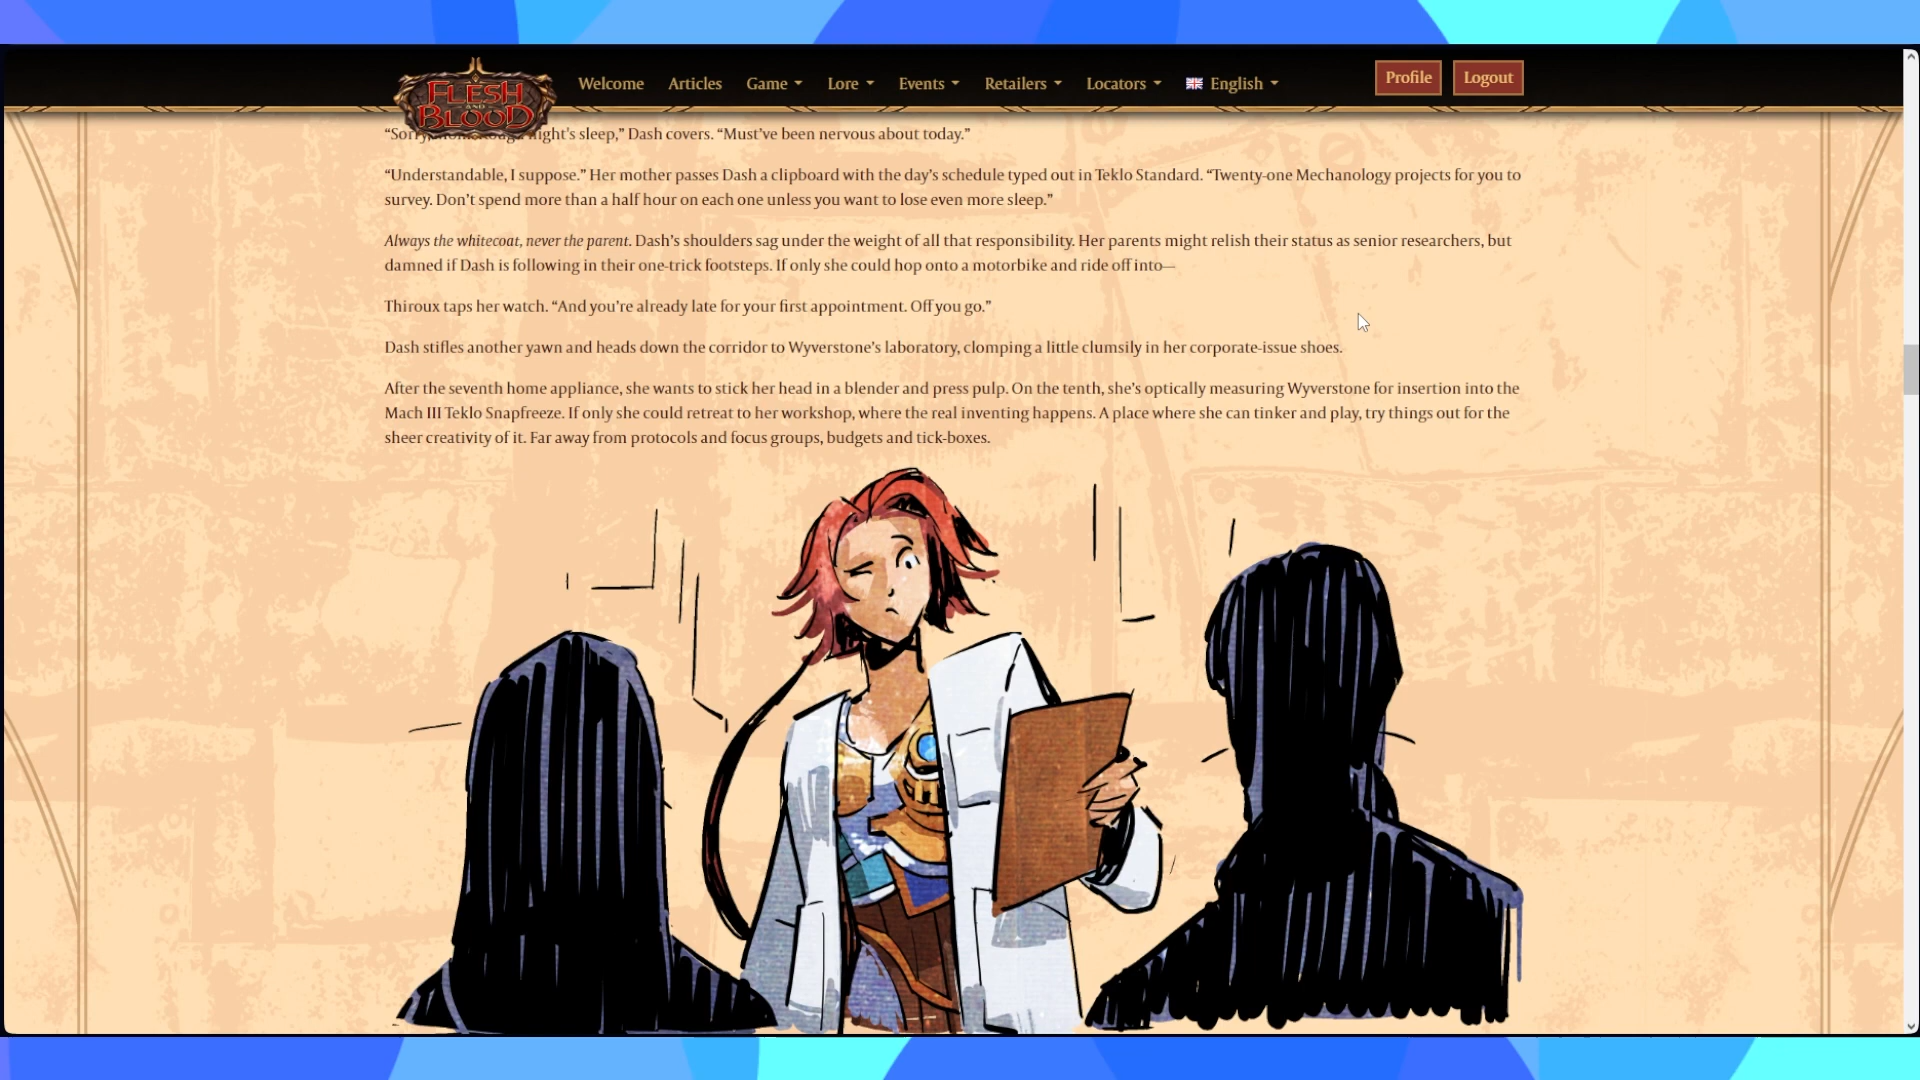 FLESH
AND
BLOOD
Welcome
Articles
Game
Lore
Events
Retailers
Locators
English
Profile
Logout
“Sorry, night's sleep,” Dash covers. “Must’ve been nervous about today.”
“Understandable, I suppose.” Her mother passes Dash a clipboard with the day’s schedule typed out in Teklo Standard. “Twenty-one Mechanology projects for you to
survey. Don’t spend more than a half hour on each one unless you want to lose even more sleep.”
Always the whitecoat, never the parent. Dash’s shoulders sag under the weight of all that responsibility. Her parents might relish their status as senior researchers, but
damned if Dash is following in their one-trick footsteps. If only she could hop onto a motorbike and ride off into—
Thiroux taps her watch. “And you’re already late for your first appointment. Off you go.”
Dash stifles another yawn and heads down the corridor to Wyverstone’s laboratory, clomping a little clumsily in her corporate-issue shoes.
After the seventh home appliance, she wants to stick her head in a blender and press pulp. On the tenth, she’s optically measuring Wyverstone for insertion into the
Mach III Teklo Snapfreeze. If only she could retreat to her workshop, where the real inventing happens. A place where she can tinker and play, try things out for the
sheer creativity of it. Far away from protocols and focus groups, budgets and tick-boxes.